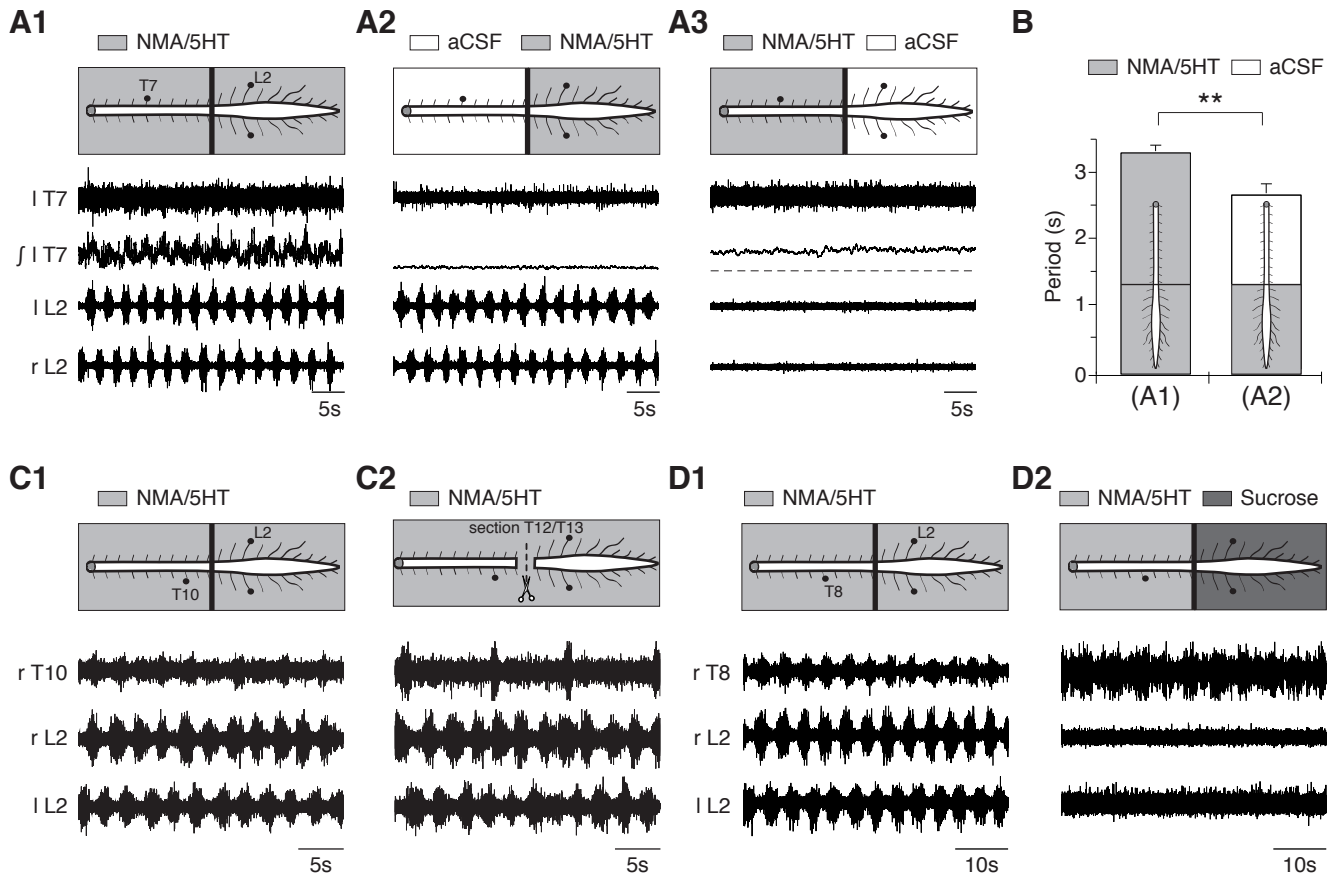 A1
NMA/5HT
T7
L2
l T7
∫ l T7
l L2
r L2
5s
A2
aCSF NMA/5HT
5s
A3
NMA/5HT aCSF
5s
B
NMA/5HT aCSF
**
Period (s)
3
2
1
0
(A1) (A2)
C1
NMA/5HT
L2
T10
r T10
r L2
l L2
5s
C2
NMA/5HT
section T12/T13
5s
D1
NMA/5HT
L2
T8
r T8
r L2
l L2
10s
D2
NMA/5HT Sucrose
10s